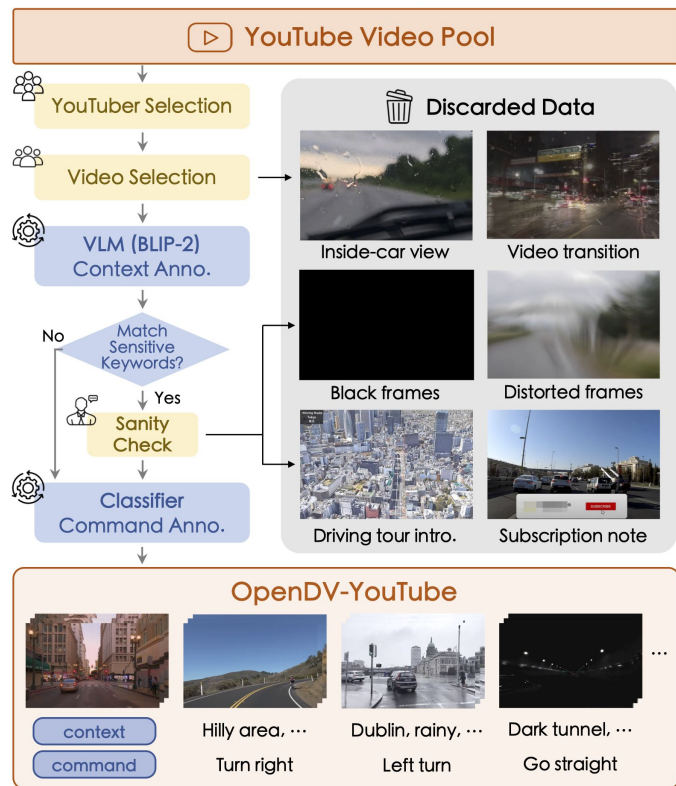 YouTube Video Pool
YouTuber Selection
Video Selection
VLM (BLIP-2)
Context Anno.
Match
Sensitive
Keywords?
No
Yes
Sanity
Check
Classifier
Command Anno.
Discarded Data
Inside-car view
Video transition
Black frames
Distorted frames
Driving tour intro.
SUBSCRIBE
Subscription note
OpenDV-YouTube
...
context
Hilly area, ...
Dublin, rainy, ...
Dark tunnel, ...
command
Turn right
Left turn
Go straight